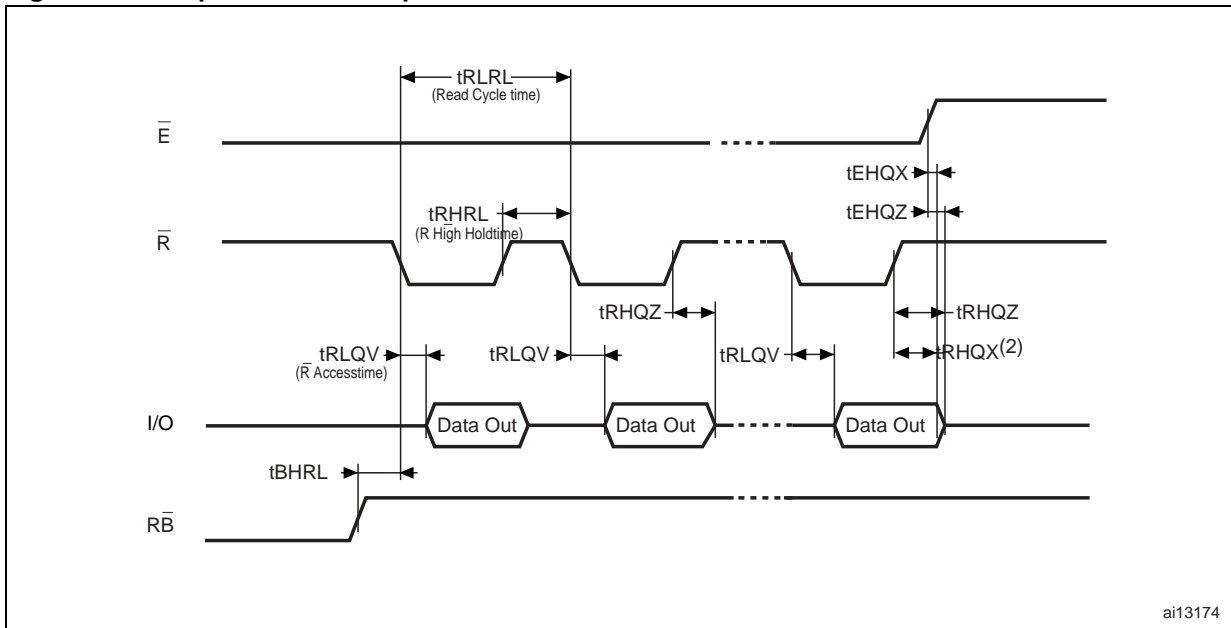 tRLRL
(Read Cycle time)
E̅
tEHQX
tEHQZ
tRHRL
(R̅ High Holdtime)
R̅
tRHQZ
tRHQZ
tRLQV
(R̅ Accesstime)
tRLQV
tRLQV
tRHQX(2)
I/O
Data Out
Data Out
Data Out
tBHRL
RB̅
ai13174